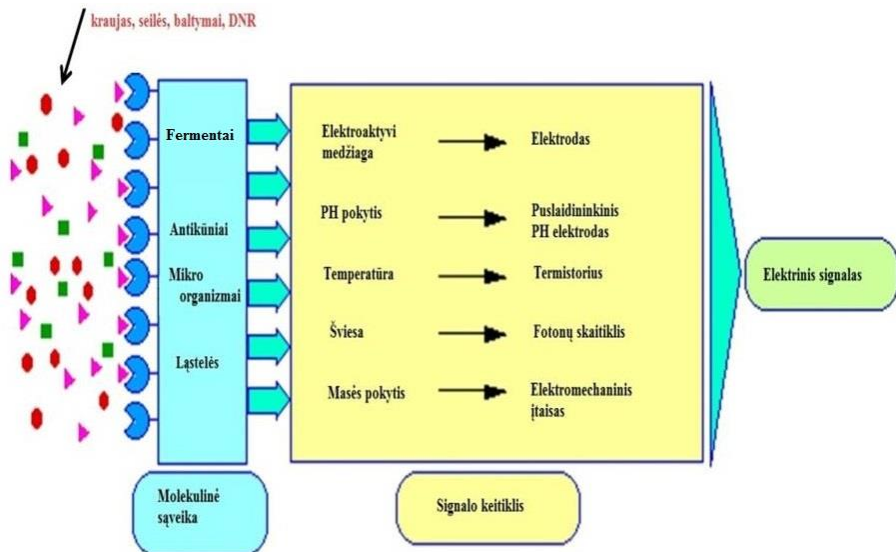 kraujas, seilės, baltymai, DNR
Fermentai
Antikūniai
Mikro
organizmai
Ląstelės
Elektroaktyvi
medžiaga
Elektrodas
PH pokytis
Puslaidininkinis
PH elektrodas
Temperatūra
Termistorius
Šviesa
Fotonų skaitiklis
Masės pokytis
Elektromechaninis
įtaisas
Elektrinis signalas
Molekulinė
sąveika
Signalo keitiklis